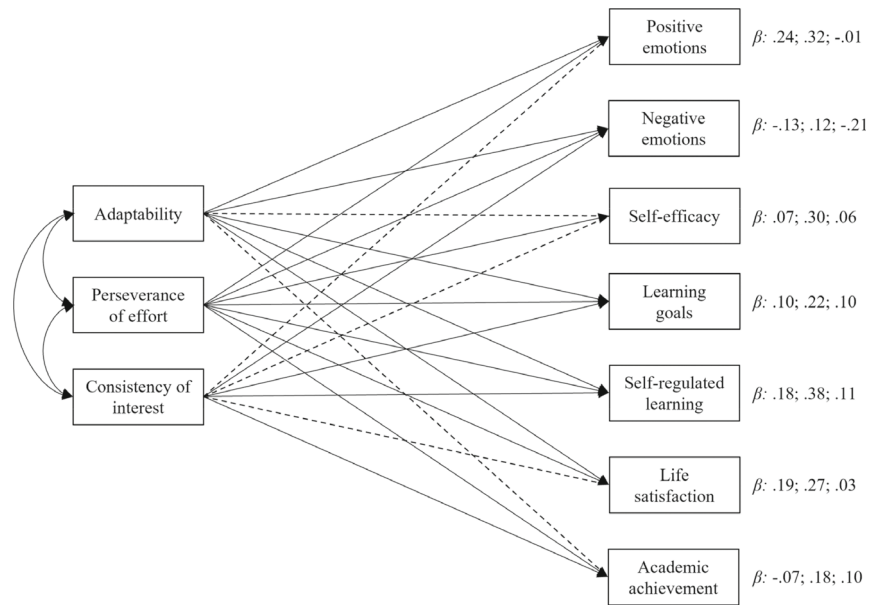 Positive
emotions
β: .24; .32; -.01
Negative
emotions
β: -.13; .12; -.21
Adaptability
Self-efficacy
β: .07; .30; .06
Perseverance
of effort
Learning
goals
β: .10; .22; .10
Consistency of
interest
Self-regulated
learning
β: .18; .38; .11
Life
satisfaction
β: .19; .27; .03
Academic
achievement
β: -.07; .18; .10